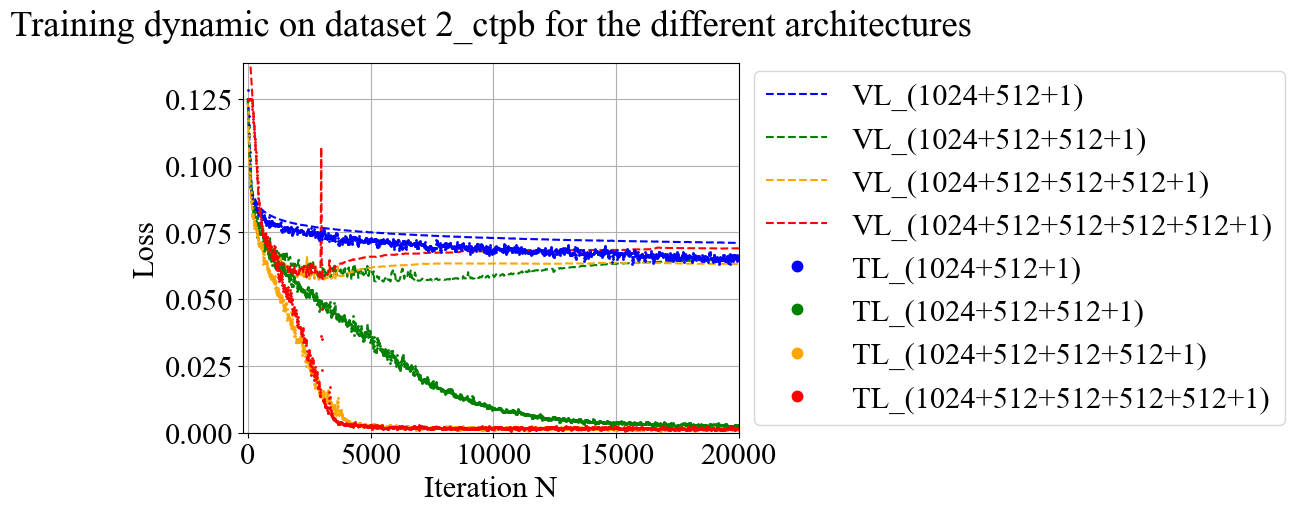 Training dynamic on dataset 2_ctpb for the different architectures
0.125
0.100
0.075
0.050
0.025
0.000
Loss
0
5000
10000
15000
20000
Iteration N
VL_(1024+512+1)
VL_(1024+512+512+1)
VL_(1024+512+512+512+1)
VL_(1024+512+512+512+512+1)
TL_(1024+512+1)
TL_(1024+512+512+1)
TL_(1024+512+512+512+1)
TL_(1024+512+512+512+512+1)